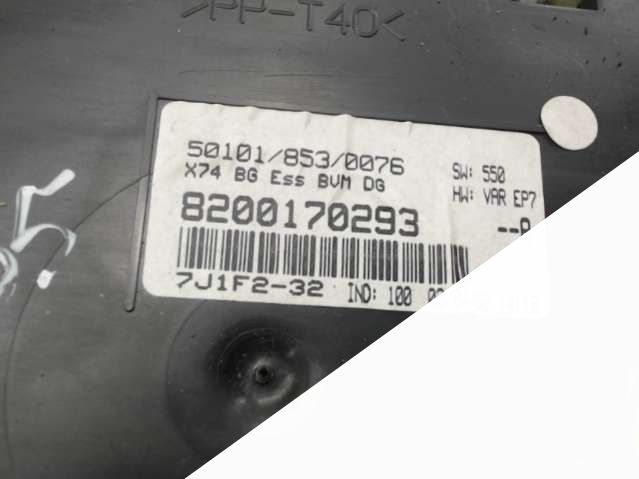 >PP-T40<
50101/853/0076
X74 BG Ess BVM DG
SW: 550
HW: VAR EP7
8200170293
--A
7J1F2-32
IND: 100
5.